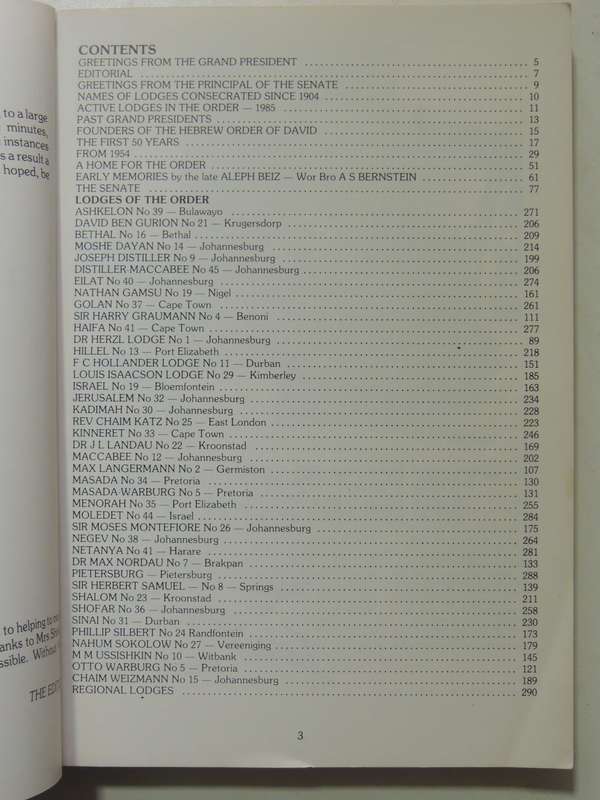 to a large
minutes,
instances
s a result a
hoped, be
to helping to
anks to Mrs
ssible. Without
THE EDIT
CONTENTS
GREETINGS FROM THE GRAND PRESIDENT 5
EDITORIAL 7
GREETINGS FROM THE PRINCIPAL OF THE SENATE 9
NAMES OF LODGES CONSECRATED SINCE 1904 10
ACTIVE LODGES IN THE ORDER — 1985 11
PAST GRAND PRESIDENTS 13
FOUNDERS OF THE HEBREW ORDER OF DAVID 15
THE FIRST 50 YEARS 17
FROM 1954 29
A HOME FOR THE ORDER 51
EARLY MEMORIES by the late ALEPH BEIZ — Wor Bro A S BERNSTEIN 61
THE SENATE 77
LODGES OF THE ORDER
ASHKELON No 39 — Bulawayo 271
DAVID BEN GURION No 21 — Krugersdorp 206
BETHAL No 16 — Bethal 209
MOSHE DAYAN No 14 — Johannesburg 214
JOSEPH DISTILLER No 9 — Johannesburg 199
DISTILLER-MACCABEE No 45 — Johannesburg 206
EILAT No 40 — Johannesburg 274
NATHAN GAMSU No 19 — Nigel 161
GOLAN No 37 — Cape Town 261
SIR HARRY GRAUMANN No 4 — Benoni 111
HAIFA No 41 — Cape Town 277
DR HERZL LODGE No 1 — Johannesburg 89
HILLEL No 13 — Port Elizabeth 218
F C HOLLANDER LODGE No 11 — Durban 151
LOUIS ISAACSON LODGE No 29 — Kimberley 185
ISRAEL No 19 — Bloemfontein 163
JERUSALEM No 32 — Johannesburg 234
KADIMAH No 30 — Johannesburg 228
REV CHAIM KATZ No 25 — East London 223
KINNERET No 33 — Cape Town 246
DR J L LANDAU No 22 — Kroonstad 169
MACCABEE No 12 — Johannesburg 202
MAX LANGERMANN No 2 — Germiston 107
MASADA No 34 — Pretoria 130
MASADA-WARBURG No 5 — Pretoria 131
MENORAH No 35 — Port Elizabeth 255
MOLEDET No 44 — Israel 284
SIR MOSES MONTEFIORE No 26 — Johannesburg 175
NEGEV No 38 — Johannesburg 264
NETANYA No 41 — Harare 281
DR MAX NORDAU No 7 — Brakpan 133
PIETERSBURG — Pietersburg 288
SIR HERBERT SAMUEL — No 8 — Springs 139
SHALOM No 23 — Kroonstad 211
SHOFAR No 36 — Johannesburg 258
SINAI No 31 — Durban 230
PHILLIP SILBERT No 24 Randfontein 173
NAHUM SOKOLOW No 27 — Vereeniging 179
M M USSISHKIN No 10 — Witbank 145
OTTO WARBURG No 5 — Pretoria 121
CHAIM WEIZMANN No 15 — Johannesburg 189
REGIONAL LODGES 290
3